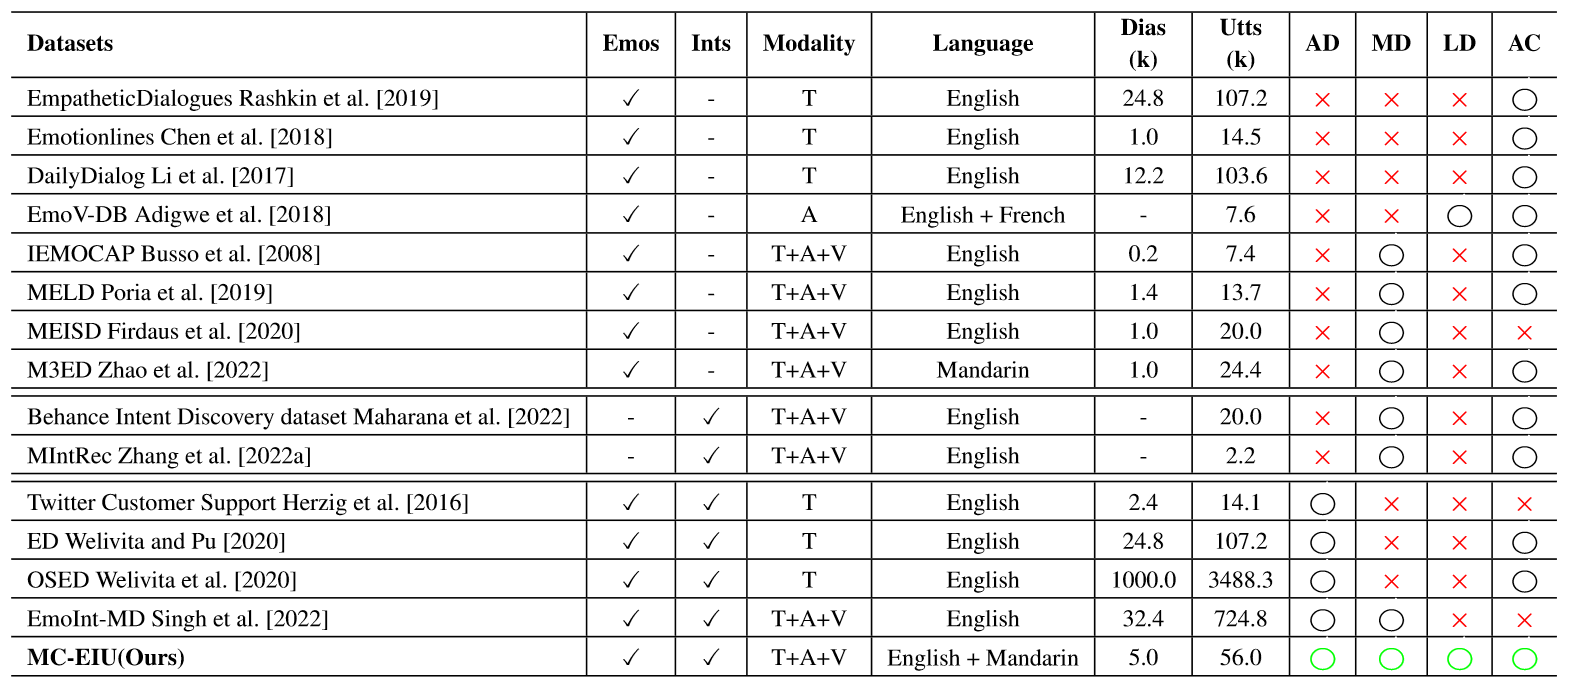 Datasets Emos Ints Modality Language Dias (k) Utts (k) AD MD LD AC
EmpatheticDialogues Rashkin et al. [2019] ✓ - T English 24.8 107.2 × × × ○
Emotionlines Chen et al. [2018] ✓ - T English 1.0 14.5 × × × ○
DailyDialog Li et al. [2017] ✓ - T English 12.2 103.6 × × × ○
EmoV-DB Adigwe et al. [2018] ✓ - A English + French - 7.6 × × ○ ○
IEMOCAP Busso et al. [2008] ✓ - T+A+V English 0.2 7.4 × ○ × ○
MELD Poria et al. [2019] ✓ - T+A+V English 1.4 13.7 × ○ × ○
MEISD Firdaus et al. [2020] ✓ - T+A+V English 1.0 20.0 × ○ × ×
M3ED Zhao et al. [2022] ✓ - T+A+V Mandarin 1.0 24.4 × ○ × ○
Behance Intent Discovery dataset Maharana et al. [2022] - ✓ T+A+V English - 20.0 × ○ × ○
MIntRec Zhang et al. [2022a] - ✓ T+A+V English - 2.2 × ○ × ○
Twitter Customer Support Herzig et al. [2016] ✓ ✓ T English 2.4 14.1 ○ × × ×
ED Welivita and Pu [2020] ✓ ✓ T English 24.8 107.2 ○ × × ○
OSED Welivita et al. [2020] ✓ ✓ T English 1000.0 3488.3 ○ × × ○
EmoInt-MD Singh et al. [2022] ✓ ✓ T+A+V English 32.4 724.8 ○ ○ × ×
MC-EIU(Ours) ✓ ✓ T+A+V English + Mandarin 5.0 56.0 ○ ○ ○ ○